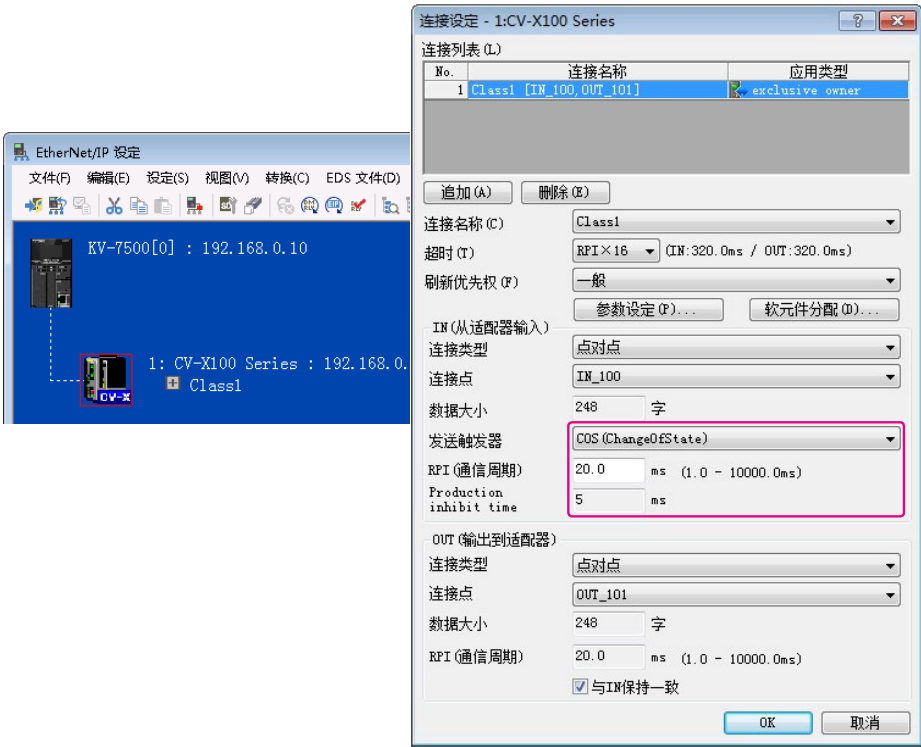 EtherNet/IP 设定
文件(F) 编辑(E) 设定(S) 视图(V) 转换(C) EDS 文件(D)
KV-7500[0] : 192.168.0.10
1: CV-X100 Series : 192.168.0.
Class1
CV-X
连接设定 - 1:CV-X100 Series
连接列表(L)
No. 连接名称 应用类型
1 Class1 [IN_100,OUT_101] exclusive owner
追加(A) 删除(E)
连接名称(C) Class1
超时(T) RPI×16 (IN:320.0ms / OUT:320.0ms)
刷新优先权(F) 一般
参数设定(P)... 软元件分配(D)...
IN(从适配器输入)
连接类型 点对点
连接点 IN_100
数据大小 248 字
发送触发器 COS(ChangeOfState)
RPI(通信周期) 20.0 ms (1.0 - 10000.0ms)
Production
inhibit time 5 ms
OUT(输出到适配器)
连接类型 点对点
连接点 OUT_101
数据大小 248 字
RPI(通信周期) 20.0 ms (1.0 - 10000.0ms)
与IN保持一致
OK 取消